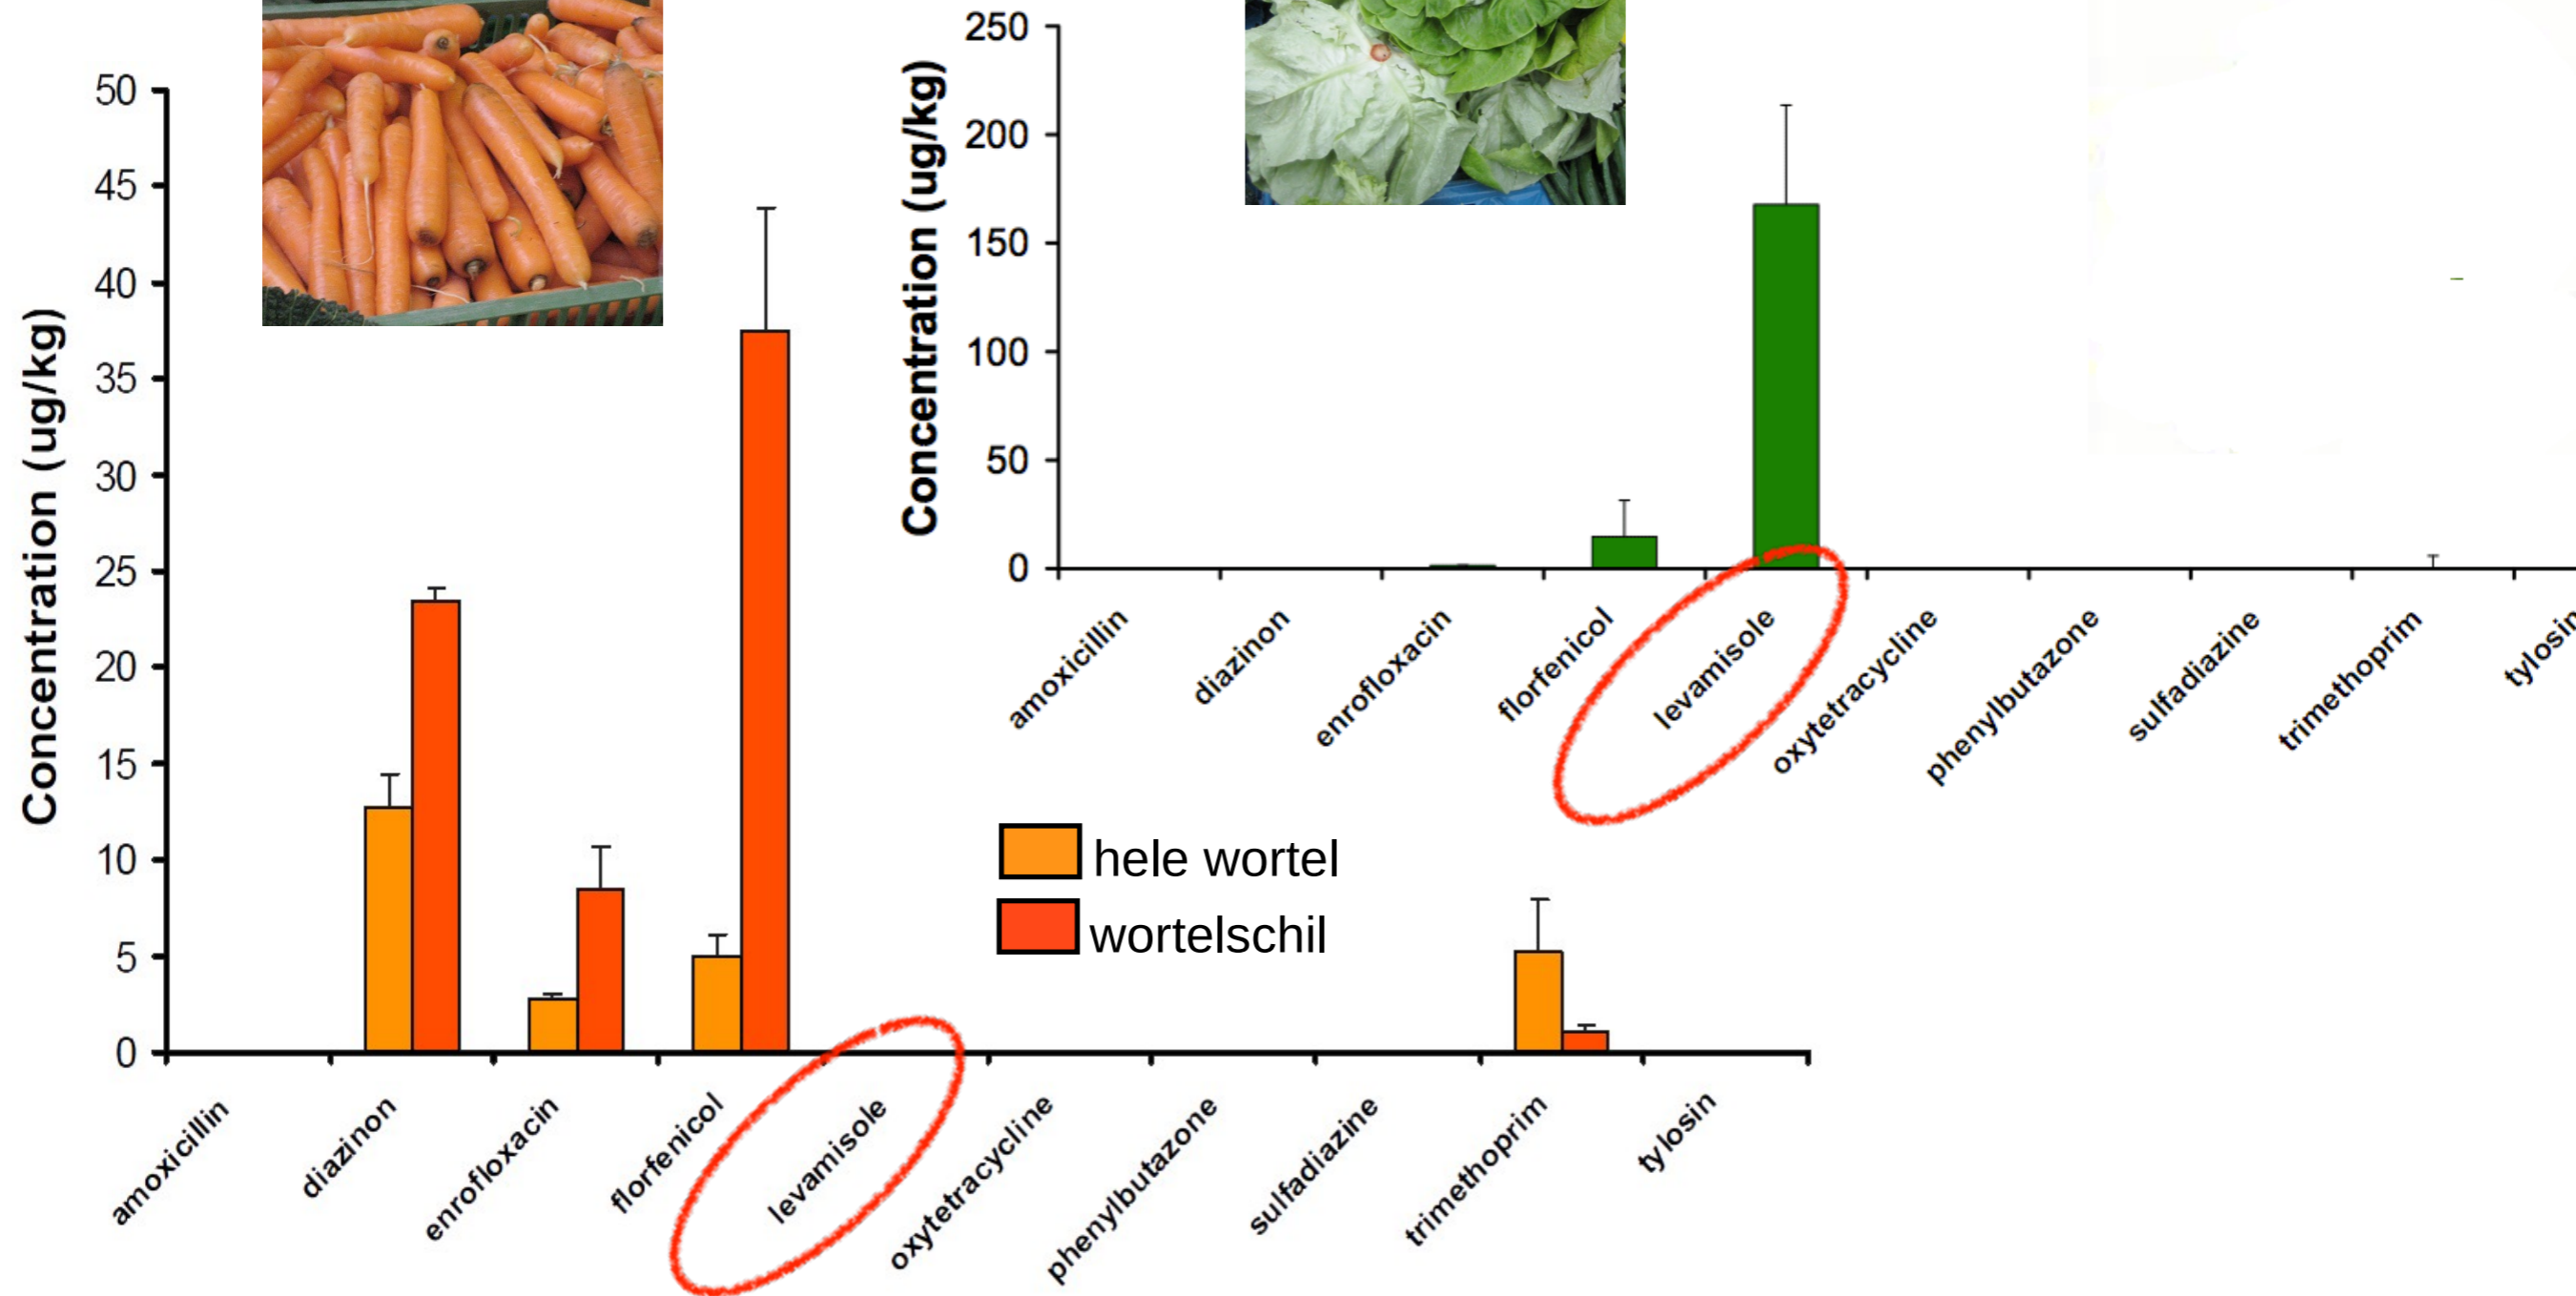 Concentration (ug/kg)
50
45
40
35
30
25
20
15
10
5
0
amoxicillin
diazinon
enrofloxacin
florfenicol
levamisole
oxytetracycline
phenylbutazone
sulfadiazine
trimethoprim
tylosin
Concentration (ug/kg)
250
200
150
100
50
0
amoxicillin
diazinon
enrofloxacin
florfenicol
levamisole
oxytetracycline
phenylbutazone
sulfadiazine
trimethoprim
tylosin
hele wortel
wortelschil